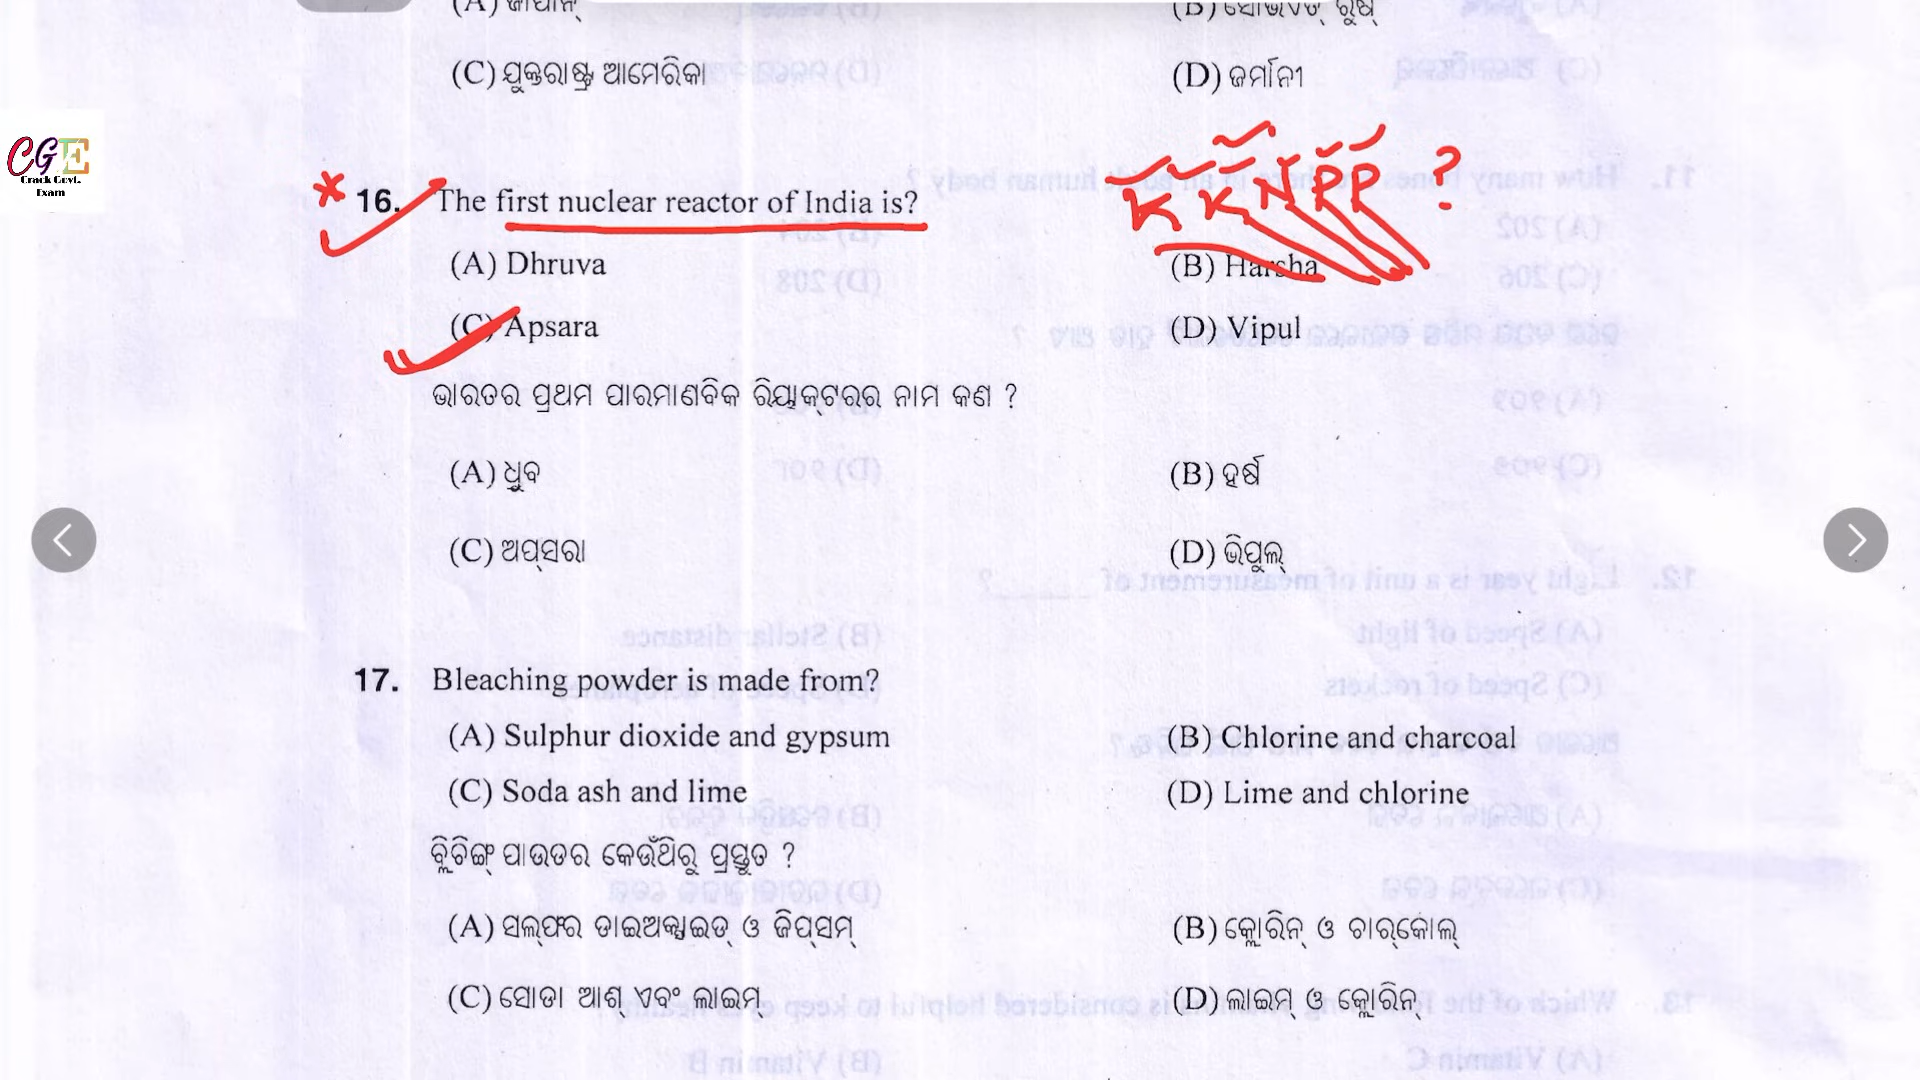 (C) ଯୁକ୍ତରାଷ୍ଟ୍ର ଆମେରିକା (D) ଜର୍ମାନୀ
CGE
Crack Govt.
Exam
KKNPP ?
* 16. The first nuclear reactor of India is?
(A) Dhruva (B) Harsha
(C) Apsara (D) Vipul
ଭାରତର ପ୍ରଥମ ପାରମାଣବିକ ରିୟାକ୍ଟରର ନାମ କଣ ?
(A) ଧ୍ରୁବ (B) ହର୍ଷ
(C) ଅପ୍ସରା (D) ଭିପୁଲ୍
17. Bleaching powder is made from?
(A) Sulphur dioxide and gypsum (B) Chlorine and charcoal
(C) Soda ash and lime (D) Lime and chlorine
ବ୍ଲିଚିଙ୍ଗ୍ ପାଉଡର କେଉଁଥିରୁ ପ୍ରସ୍ତୁତ ?
(A) ସଲ୍‌ଫର ଡାଇଅକ୍ସାଇଡ୍ ଓ ଜିପ୍‌ସମ୍ (B) କ୍ଲୋରିନ୍ ଓ ଚାର୍‌କୋଲ୍
(C) ସୋଡା ଆଶ୍ ଏବଂ ଲାଇମ୍ (D) ଲାଇମ୍ ଓ କ୍ଲୋରିନ୍